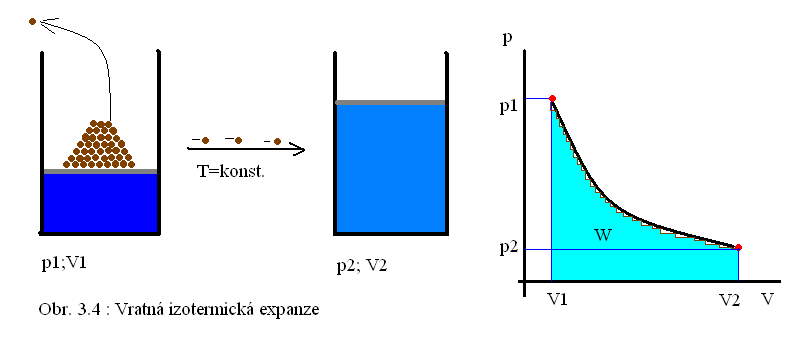 T=konst.
p1;V1
p2; V2
Obr. 3.4 : Vratná izotermická expanze
p
p1
p2
W
V1
V2
V